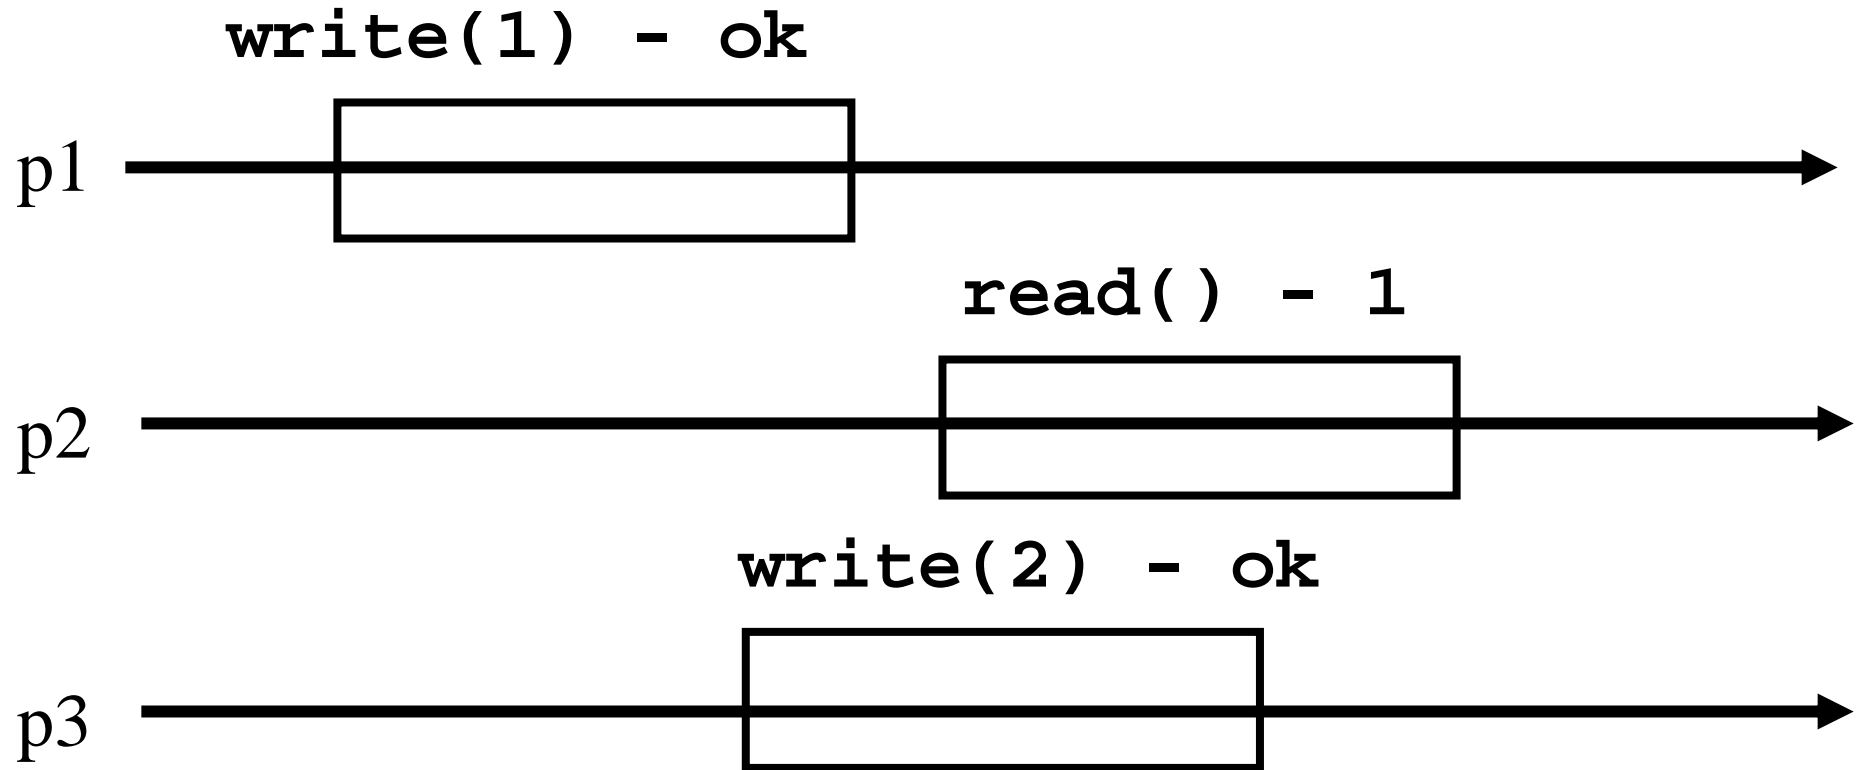 write(1) - ok
p1
read() - 1
p2
write(2) - ok
p3